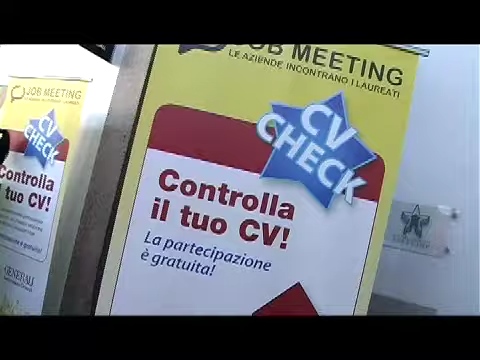 JOB MEETING
LE AZIENDE INCONTRANO I LAUREATI
CV
CHECK
Controlla
il tuo CV!
La partecipazione
è gratuita!
JOB MEETING
CV
CHECK
Controlla
il tuo CV!
GENERALI